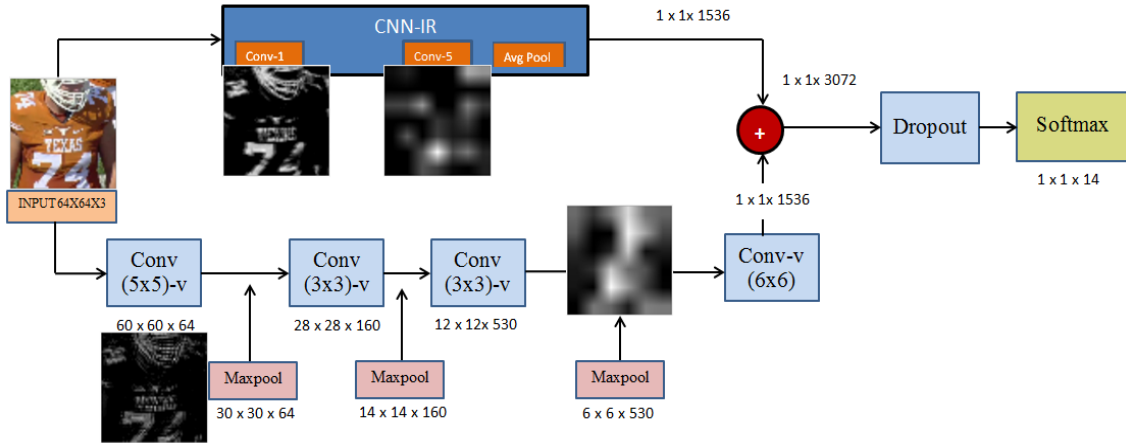 1 x 1x 1536
CNN-IR
Conv-1
Conv-5
Avg Pool
1 x 1x 3072
TEXAS
74
INPUT64X64X3
+
Dropout
Softmax
1 x 1 x 14
1 x 1x 1536
Conv
(5x5)-v
Conv
(3x3)-v
Conv
(3x3)-v
Conv-v
(6x6)
60 x 60 x 64
28 x 28 x 160
12 x 12x 530
Maxpool
Maxpool
Maxpool
30 x 30 x 64
14 x 14 x 160
6 x 6 x 530